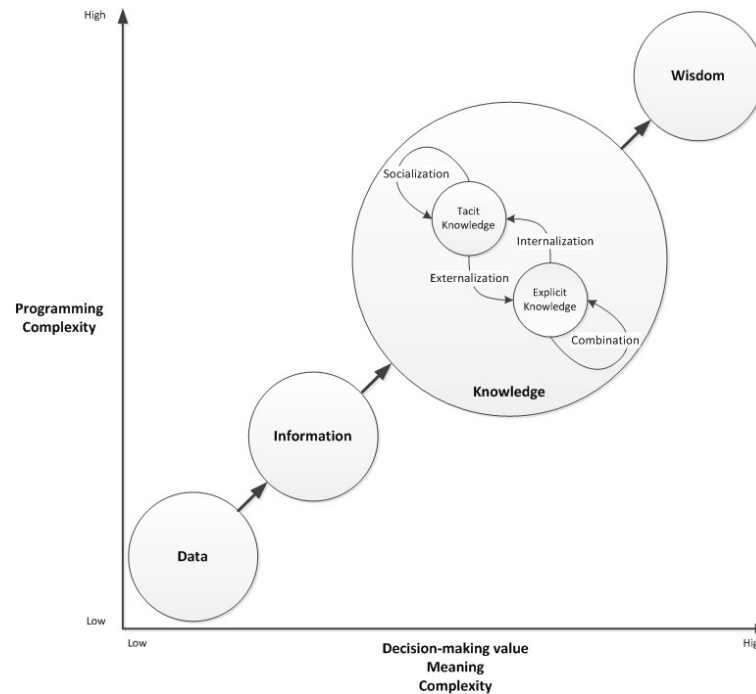 High
Wisdom
Socialization
Tacit
Knowledge
Internalization
Externalization
Explicit
Knowledge
Combination
Programming
Complexity
Knowledge
Information
Data
Low
Low
Decision-making value
Meaning
Complexity
Hig